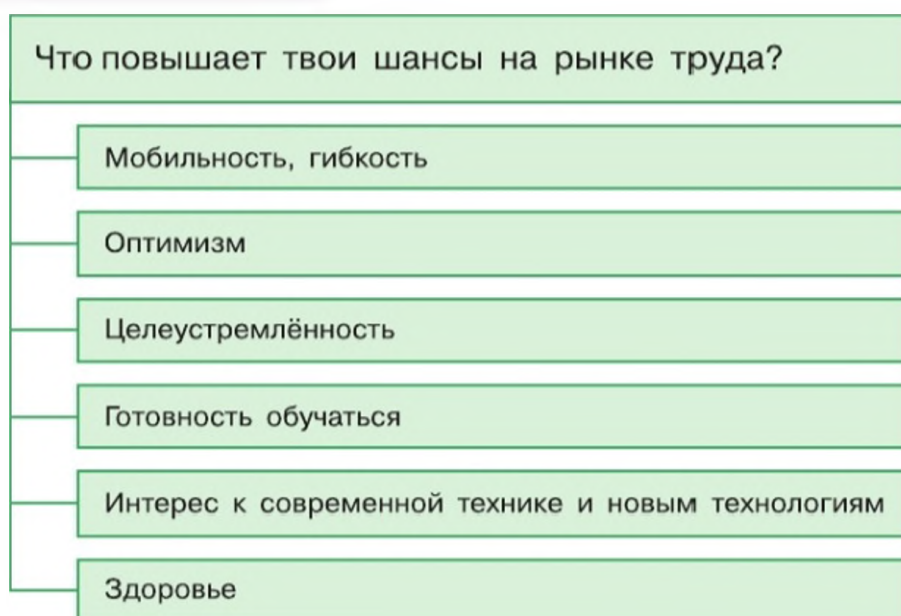 Что повышает твои шансы на рынке труда?
Мобильность, гибкость
Оптимизм
Целеустремлённость
Готовность обучаться
Интерес к современной технике и новым технологиям
Здоровье